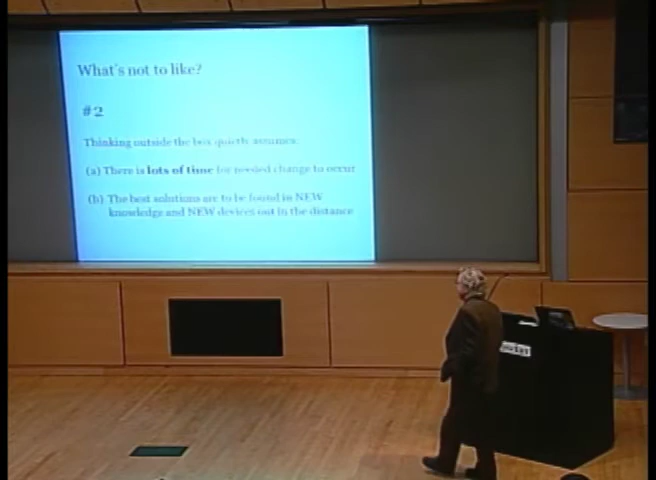 What's not to like?
#2
Thinking outside the box quietly assumes:
(a) There is lots of time for needed change to occur
(b) The best solutions are to be found in NEW
knowledge and NEW devices out in the distance